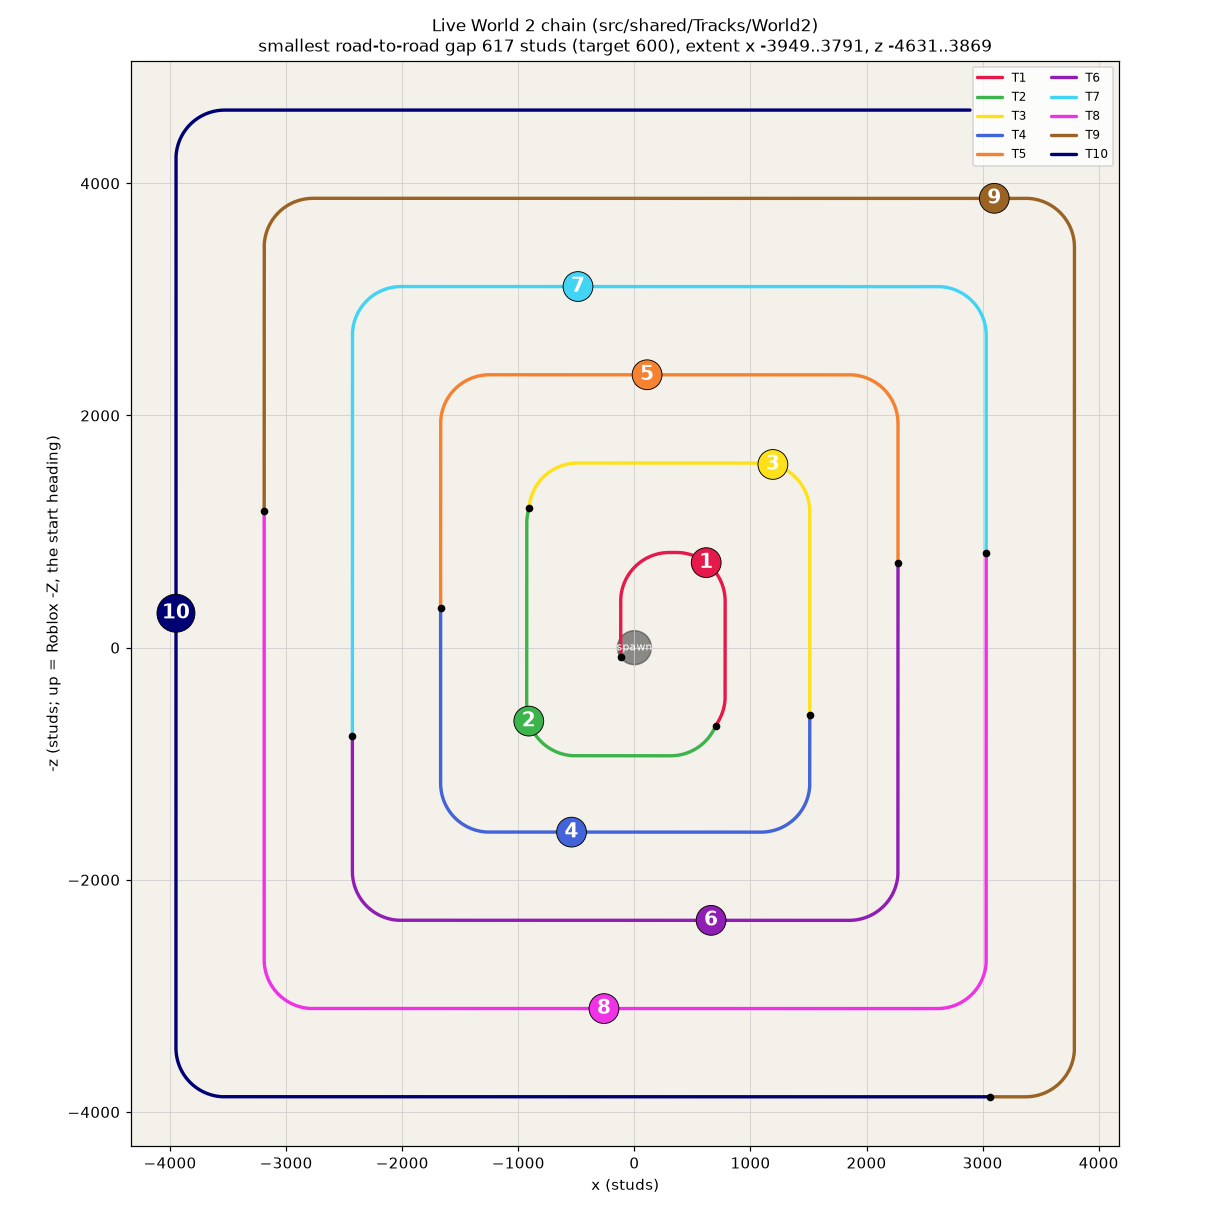 Live World 2 chain (src/shared/Tracks/World2)
smallest road-to-road gap 617 studs (target 600), extent x -3949..3791, z -4631..3869
T1 T6
T2 T7
T3 T8
T4 T9
T5 T10
4000
9
7
2000
5
3
1
10
0
spawn
2
4
−2000
6
8
−4000
-z (studs; up = Roblox -Z, the start heading)
−4000 −3000 −2000 −1000 0 1000 2000 3000 4000
x (studs)